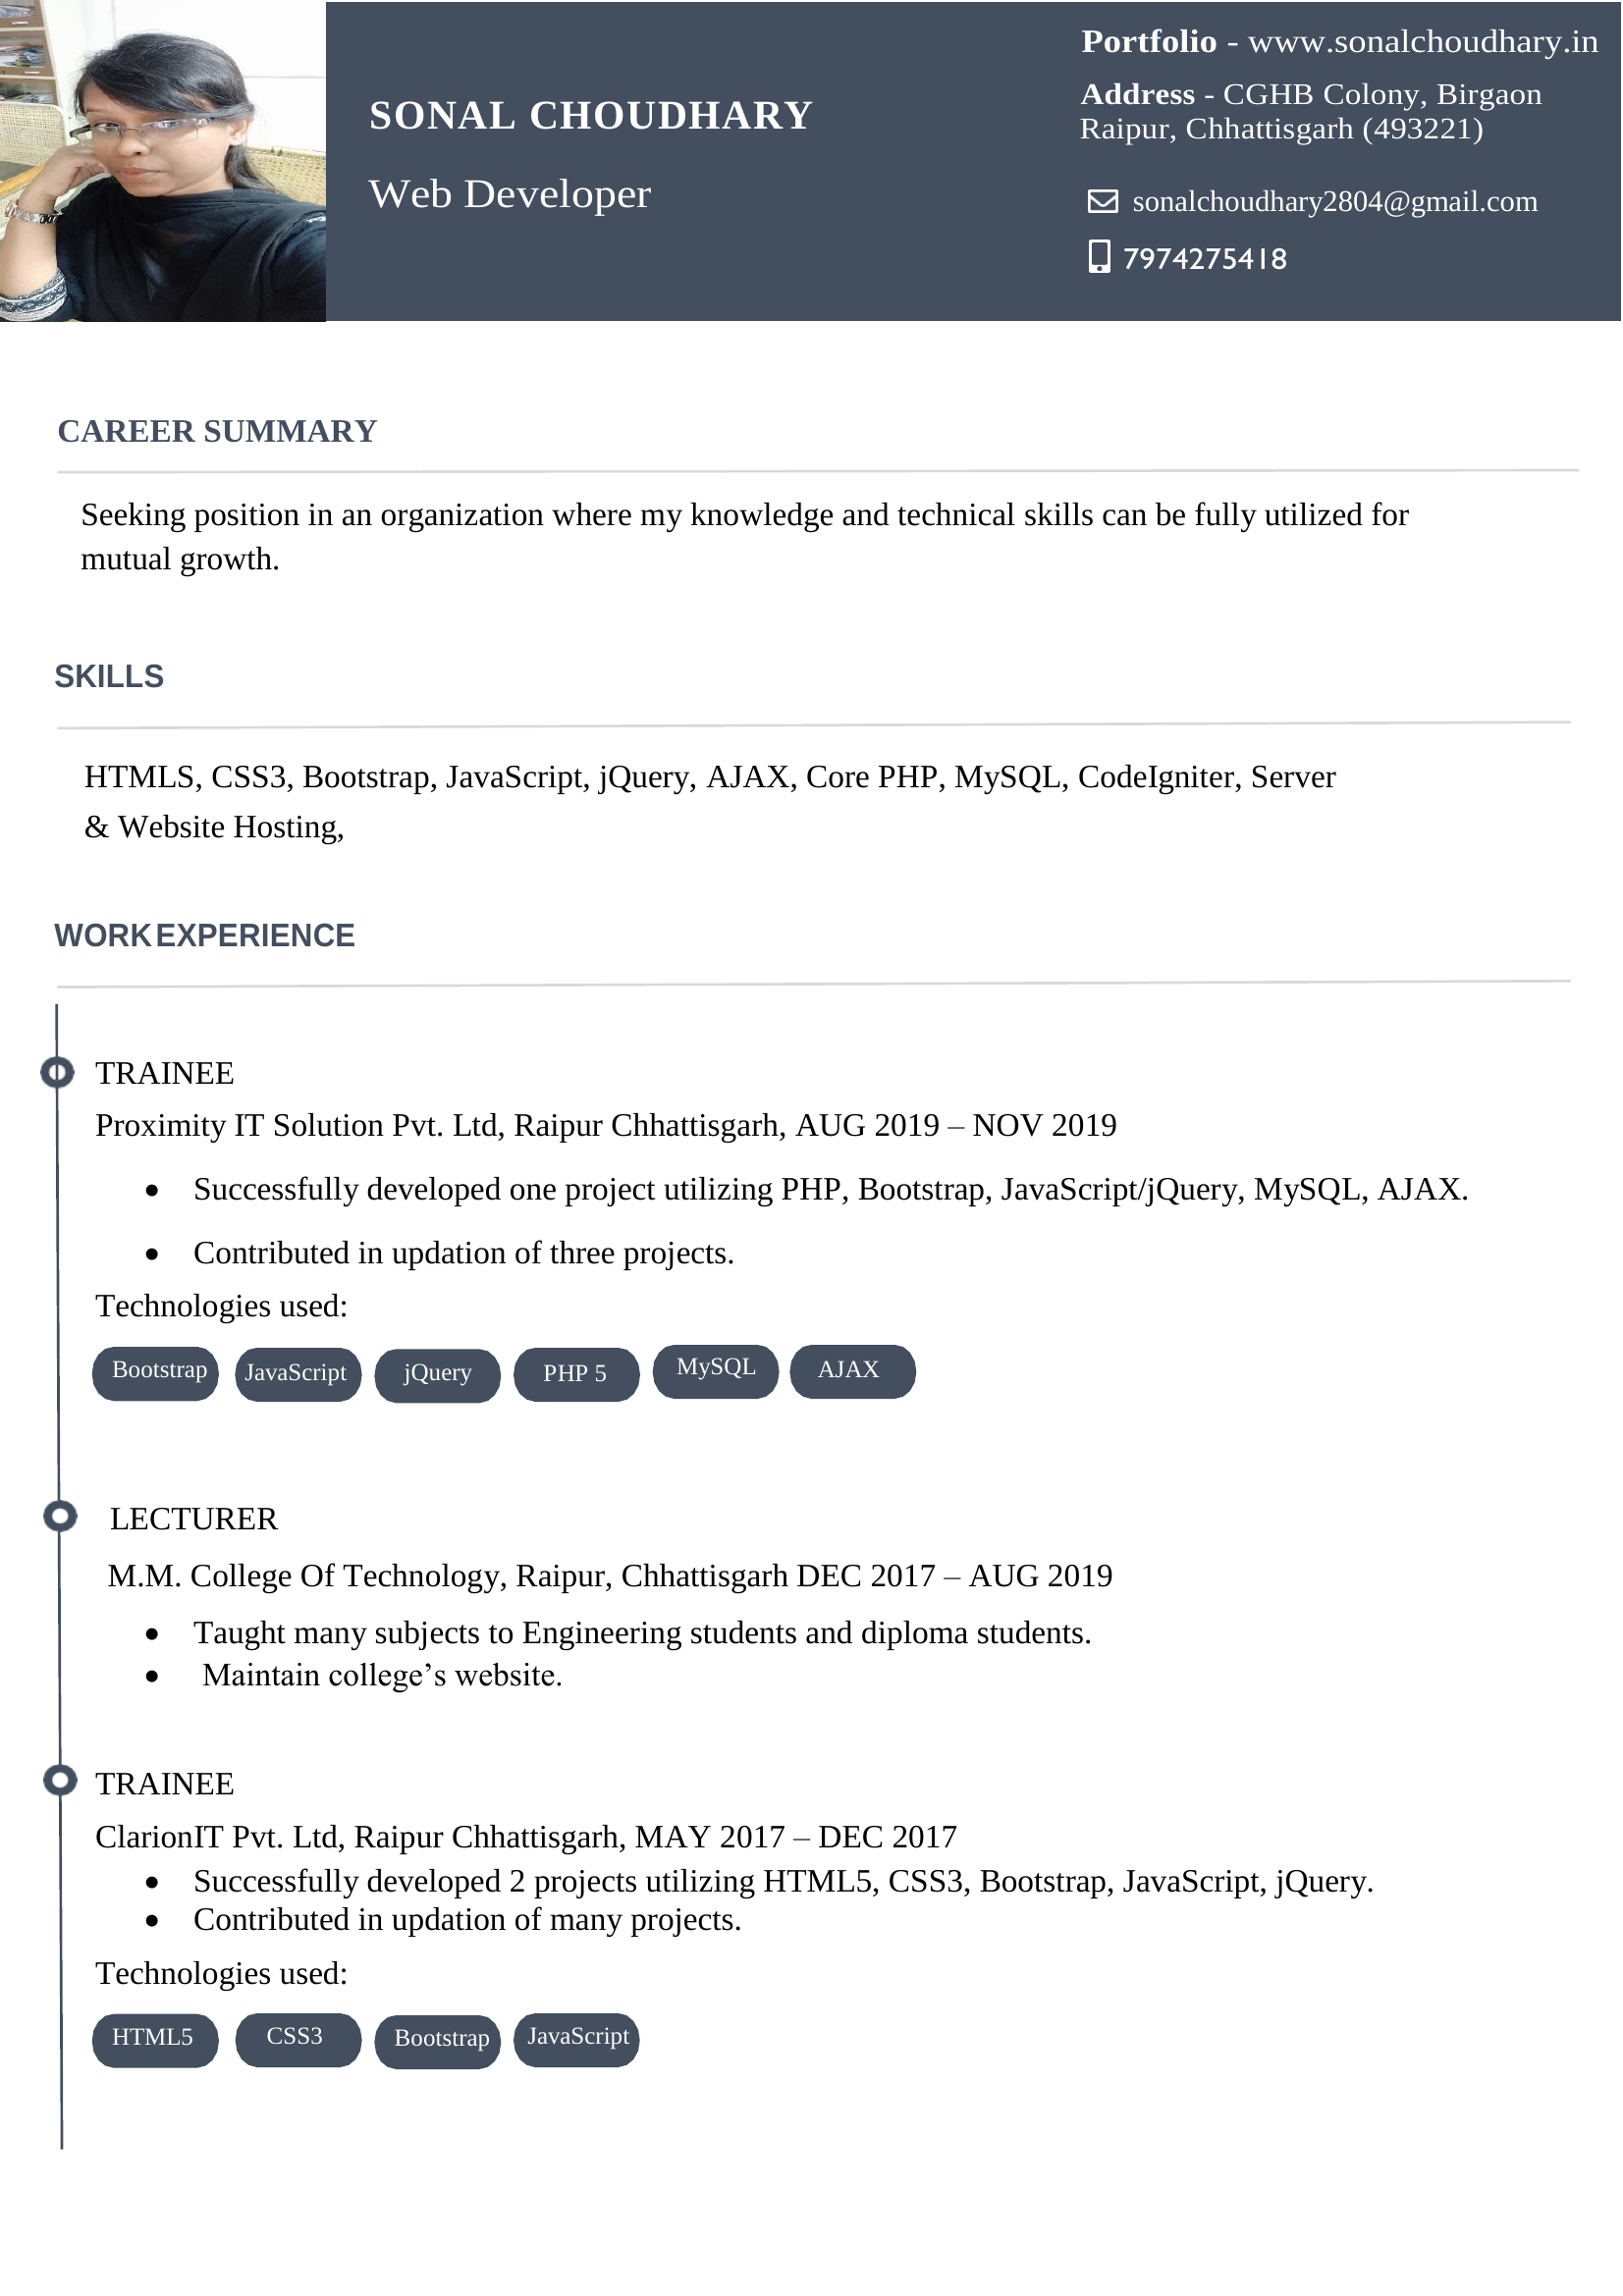 SONAL CHOUDHARY
Web Developer
Portfolio - www.sonalchoudhary.in
Address - CGHB Colony, Birgaon
Raipur, Chhattisgarh (493221)
sonalchoudhary2804@gmail.com
7974275418
CAREER SUMMARY
Seeking position in an organization where my knowledge and technical skills can be fully utilized for
mutual growth.
SKILLS
HTMLS, CSS3, Bootstrap, JavaScript, jQuery, AJAX, Core PHP, MySQL, CodeIgniter, Server
& Website Hosting,
WORK EXPERIENCE
TRAINEE
Proximity IT Solution Pvt. Ltd, Raipur Chhattisgarh, AUG 2019 – NOV 2019
• Successfully developed one project utilizing PHP, Bootstrap, JavaScript/jQuery, MySQL, AJAX.
• Contributed in updation of three projects.
Technologies used:
Bootstrap JavaScript jQuery PHP 5 MySQL AJAX
LECTURER
M.M. College Of Technology, Raipur, Chhattisgarh DEC 2017 – AUG 2019
• Taught many subjects to Engineering students and diploma students.
• Maintain college’s website.
TRAINEE
ClarionIT Pvt. Ltd, Raipur Chhattisgarh, MAY 2017 – DEC 2017
• Successfully developed 2 projects utilizing HTML5, CSS3, Bootstrap, JavaScript, jQuery.
• Contributed in updation of many projects.
Technologies used:
HTML5 CSS3 Bootstrap JavaScript